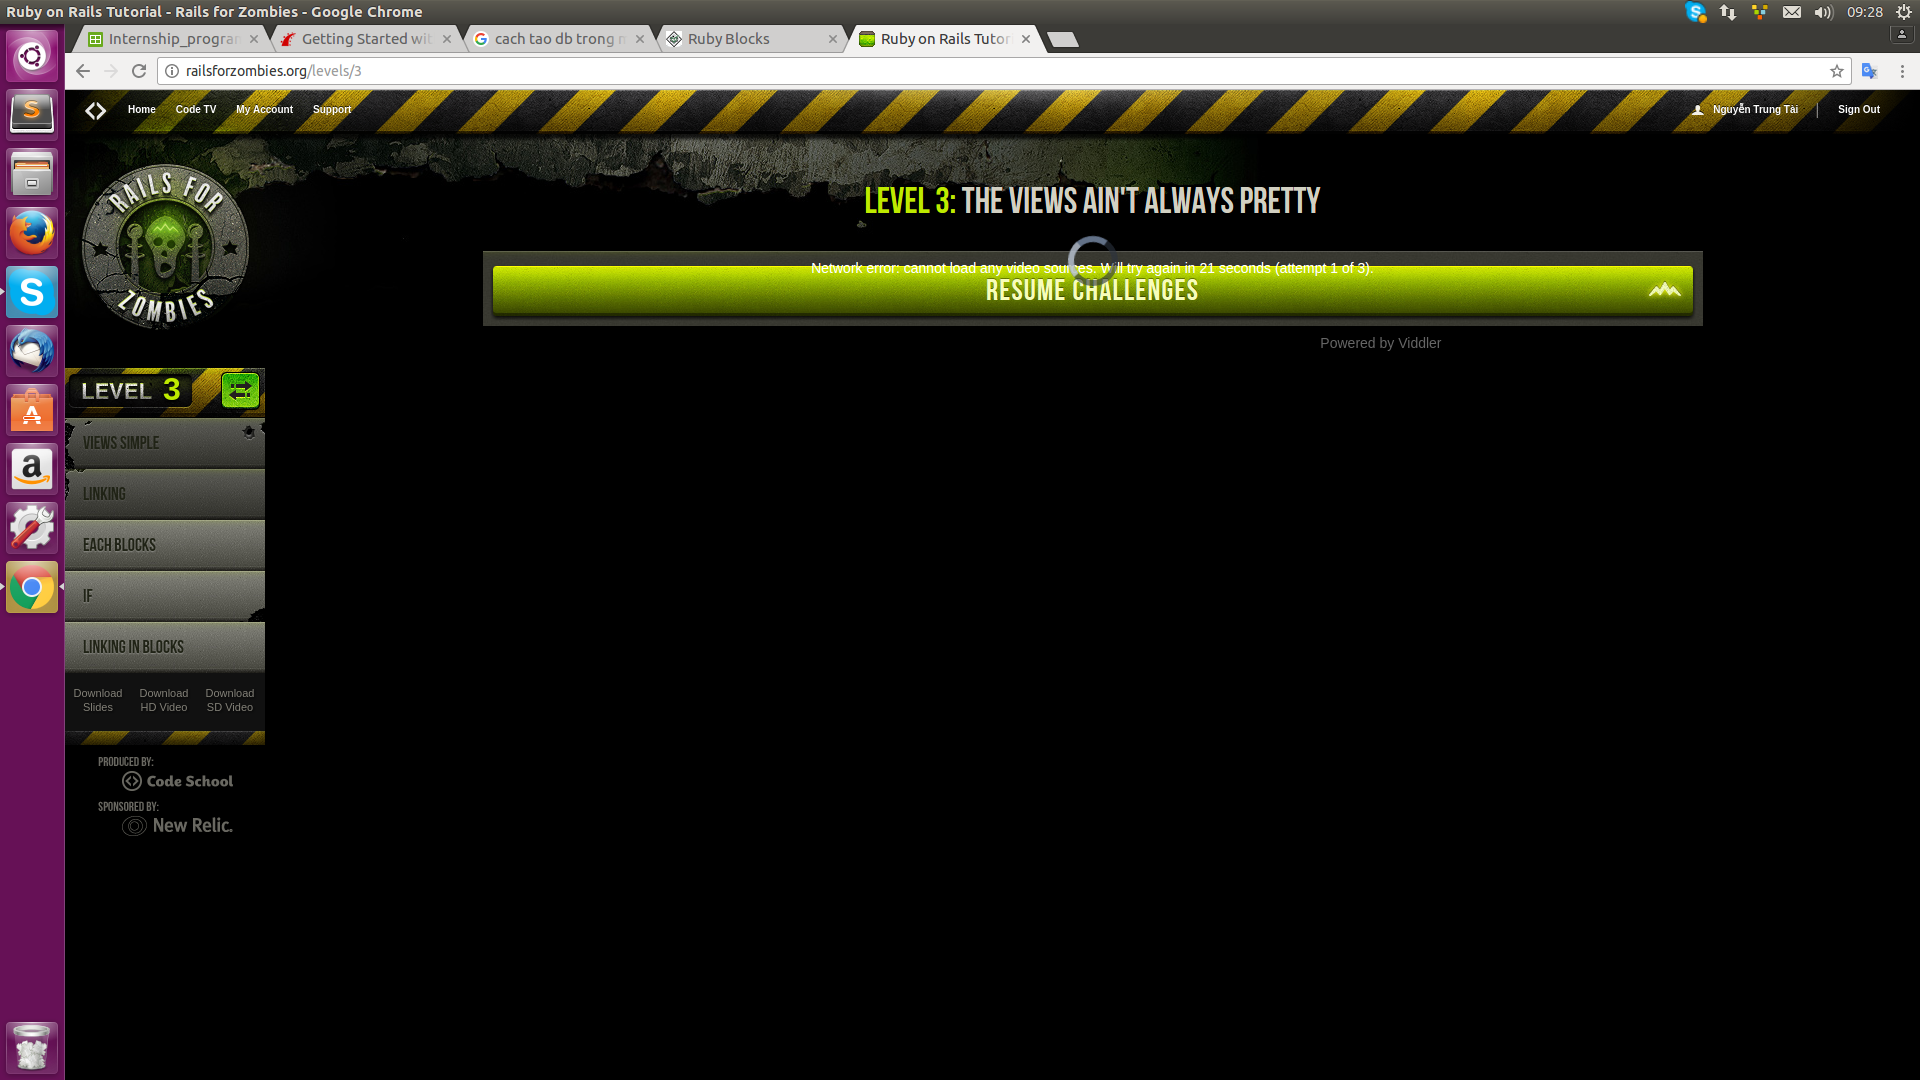 Ruby on Rails Tutorial - Rails for Zombies - Google Chrome
09:28
Internship_progran
Getting Started wit
cach tao db trong
Ruby Blocks
Ruby on Rails Tutor
railsforzombies.org/levels/3
Home
Code TV
My Account
Support
Nguyễn Trung Tài
Sign Out
RAILS FOR
ZOMBIES
LEVEL 3: THE VIEWS AIN'T ALWAYS PRETTY
Network error: cannot load any video sources. Will try again in 21 seconds (attempt 1 of 3).
RESUME CHALLENGES
Powered by Viddler
LEVEL 3
VIEWS SIMPLE
LINKING
EACH BLOCKS
IF
LINKING IN BLOCKS
Download Slides
Download HD Video
Download SD Video
PRODUCED BY:
Code School
SPONSORED BY:
New Relic.